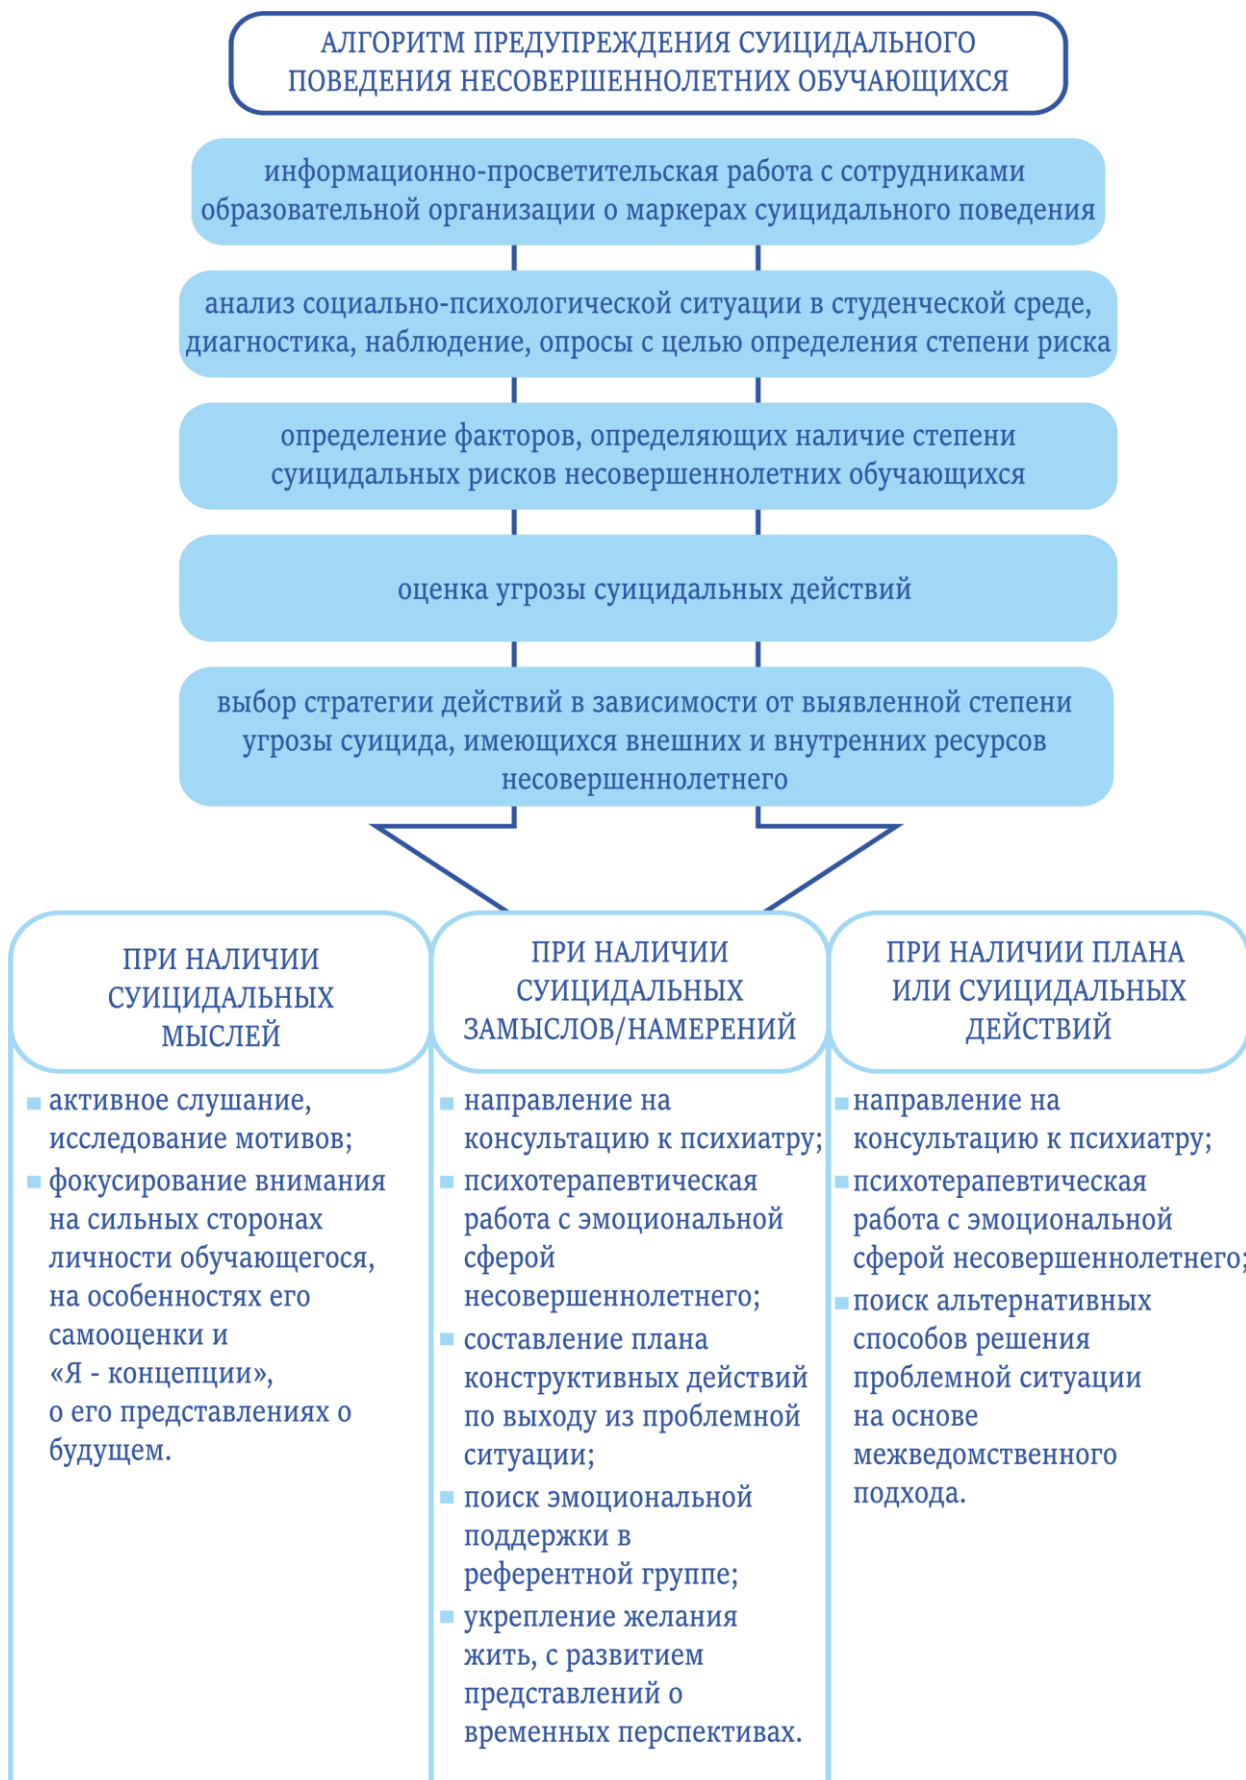 АЛГОРИТМ ПРЕДУПРЕЖДЕНИЯ СУИЦИДАЛЬНОГО
ПОВЕДЕНИЯ НЕСОВЕРШЕННОЛЕТНИХ ОБУЧАЮЩИХСЯ
информационно-просветительская работа с сотрудниками
образовательной организации о маркерах суицидального поведения
анализ социально-психологической ситуации в студенческой среде,
диагностика, наблюдение, опросы с целью определения степени риска
определение факторов, определяющих наличие степени
суицидальных рисков несовершеннолетних обучающихся
оценка угрозы суицидальных действий
выбор стратегии действий в зависимости от выявленной степени
угрозы суицида, имеющихся внешних и внутренних ресурсов
несовершеннолетнего
ПРИ НАЛИЧИИ
СУИЦИДАЛЬНЫХ
МЫСЛЕЙ
активное слушание,
исследование мотивов;
фокусирование внимания
на сильных сторонах
личности обучающегося,
на особенностях его
самооценки и
«Я - концепции»,
о его представлениях о
будущем.
ПРИ НАЛИЧИИ
СУИЦИДАЛЬНЫХ
ЗАМЫСЛОВ/НАМЕРЕНИЙ
направление на
консультацию к психиатру;
психотерапевтическая
работа с эмоциональной
сферой
несовершеннолетнего;
составление плана
конструктивных действий
по выходу из проблемной
ситуации;
поиск эмоциональной
поддержки в
референтной группе;
укрепление желания
жить, с развитием
представлений о
временных перспективах.
ПРИ НАЛИЧИИ ПЛАНА
ИЛИ СУИЦИДАЛЬНЫХ
ДЕЙСТВИЙ
направление на
консультацию к психиатру;
психотерапевтическая
работа с эмоциональной
сферой несовершеннолетнего;
поиск альтернативных
способов решения
проблемной ситуации
на основе
межведомственного
подхода.